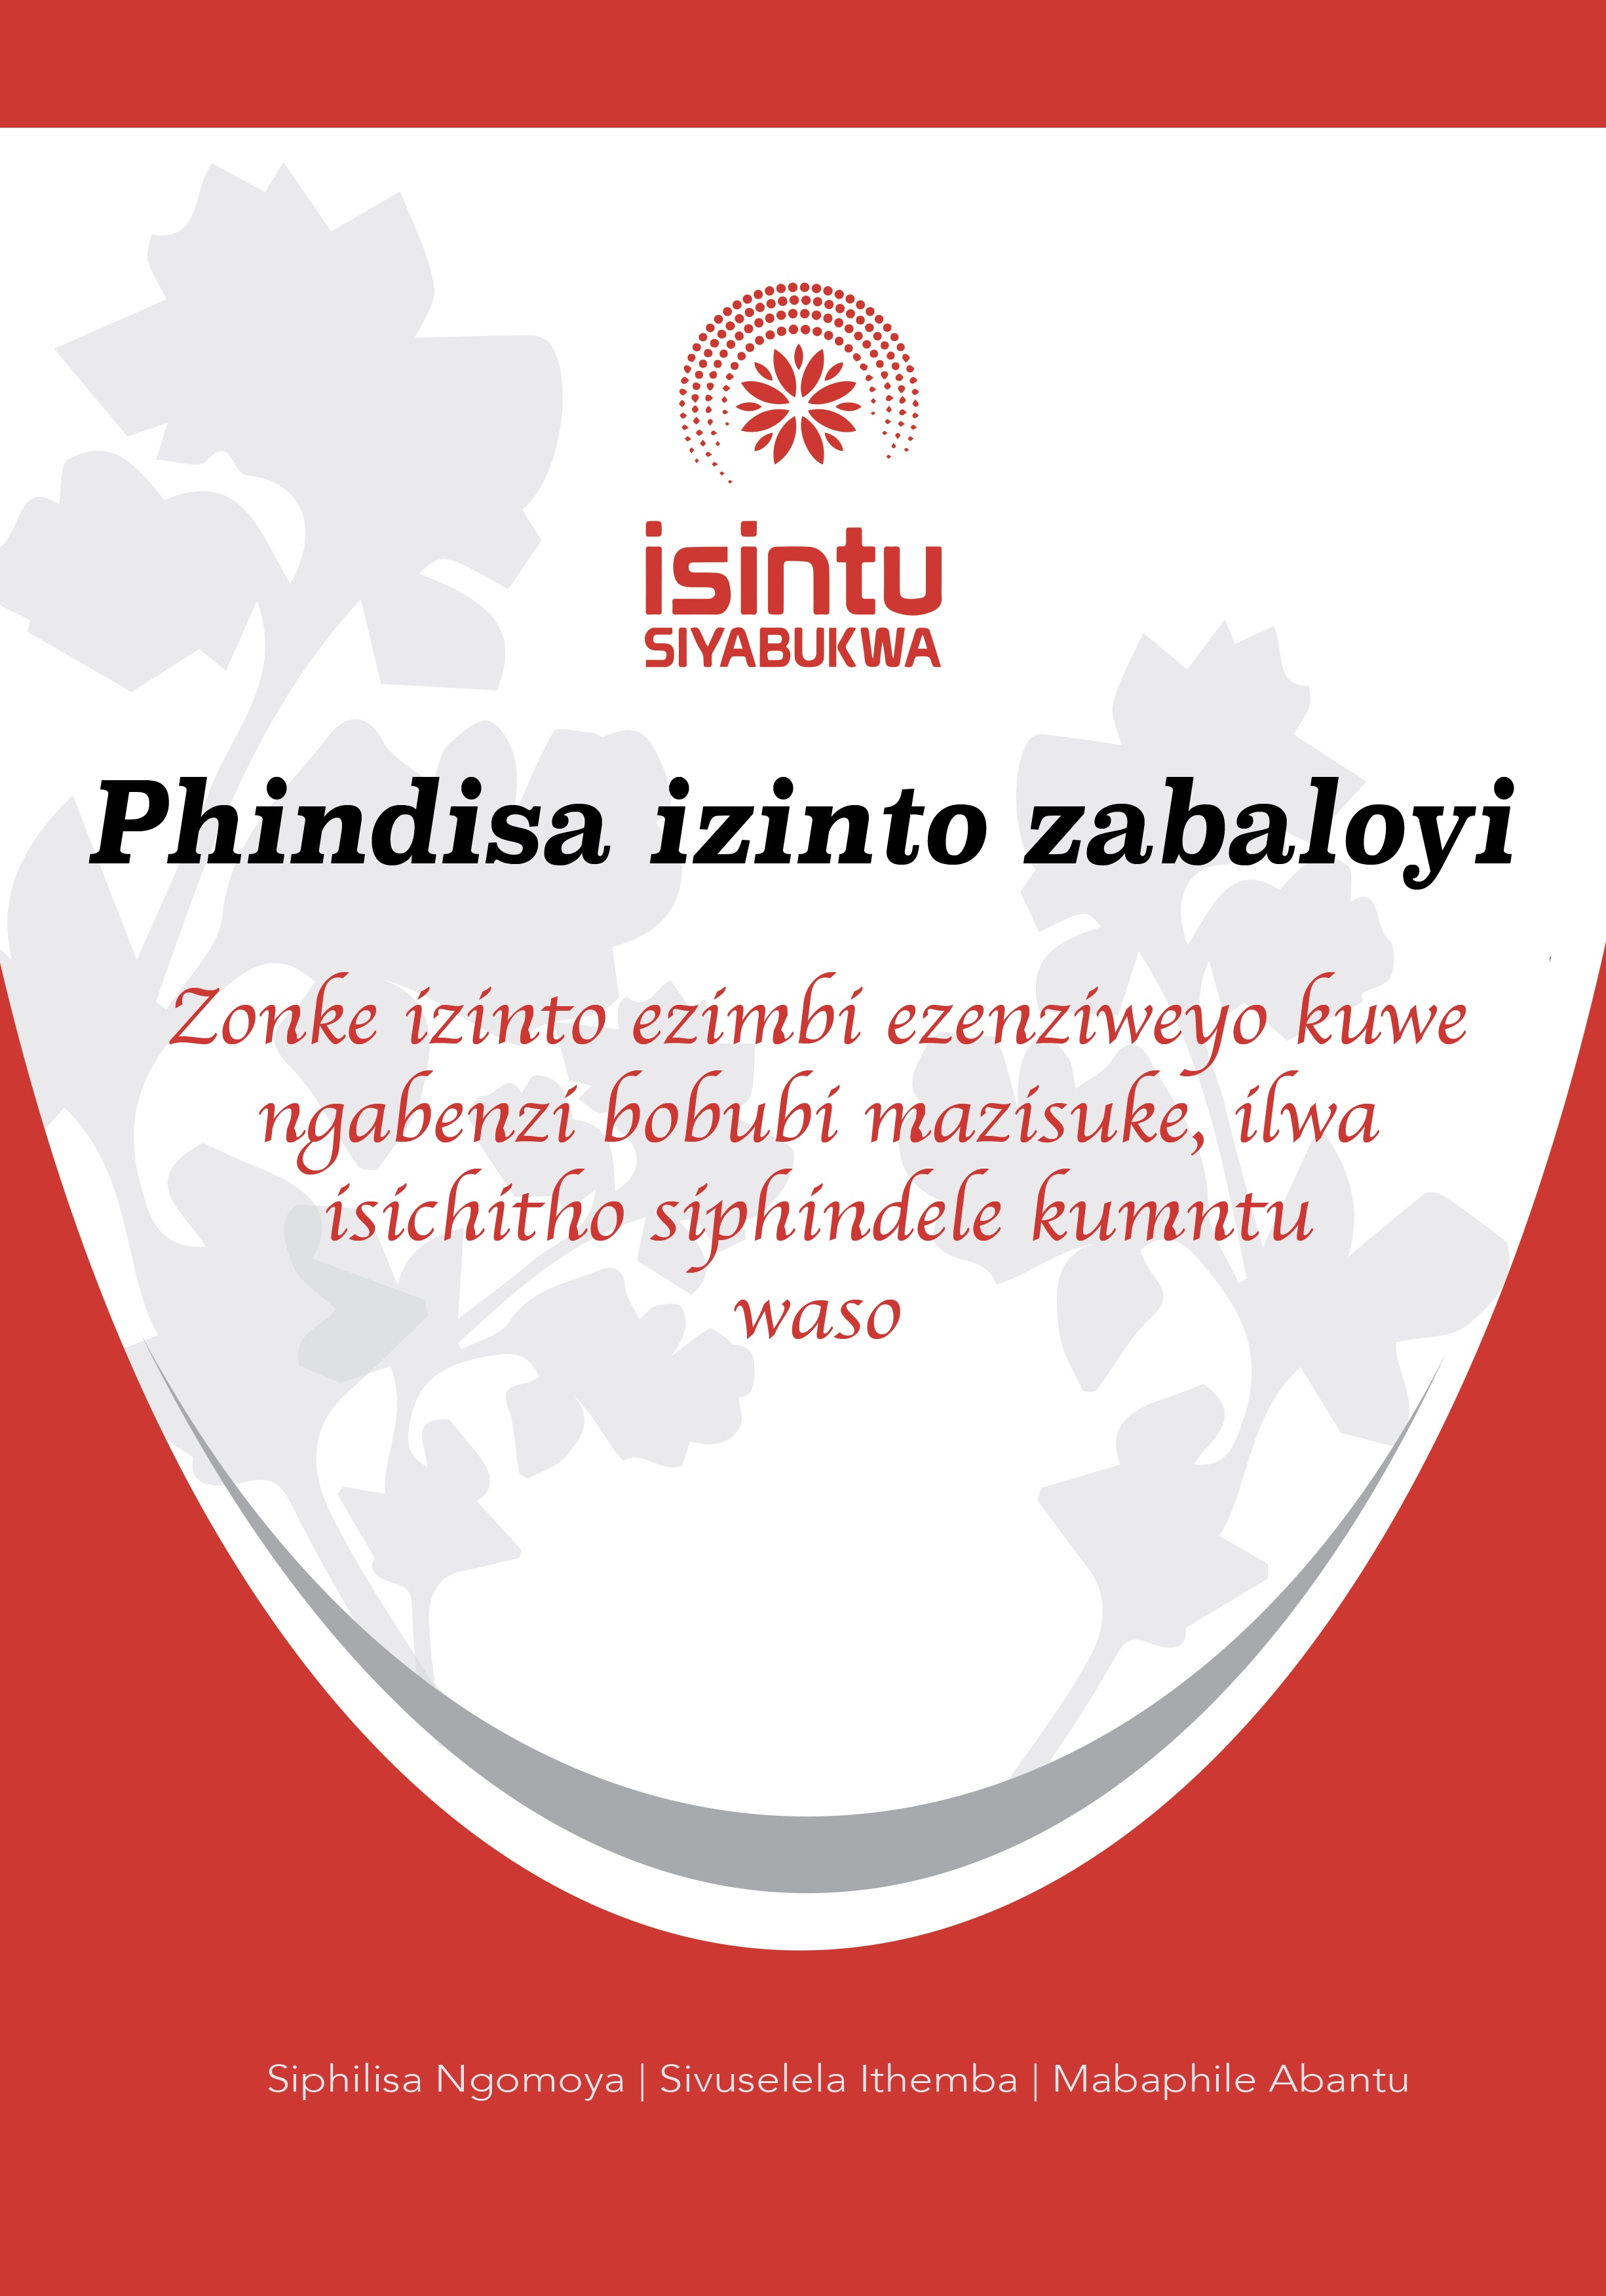 isintu
SIYABUKWA
Phindisa izinto zabaloyi
Zonke izinto ezimbi ezenziweyo kuwe
ngabenzi bobubi mazisuke, ilwa
isichitho siphindele kumntu
waso
Siphilisa Ngomoya | Sivuselela Ithemba | Mabaphile Abantu